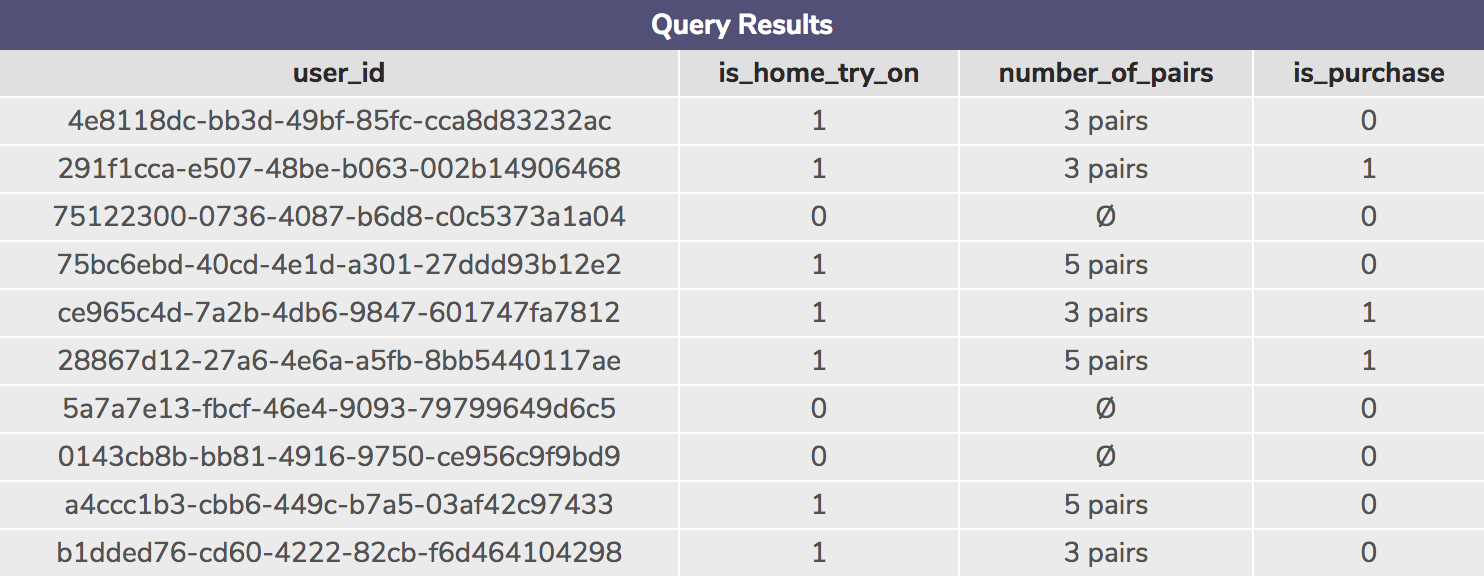 Query Results
user_id is_home_try_on number_of_pairs is_purchase
4e8118dc-bb3d-49bf-85fc-cca8d83232ac 1 3 pairs 0
291f1cca-e507-48be-b063-002b14906468 1 3 pairs 1
75122300-0736-4087-b6d8-c0c5373a1a04 0 Ø 0
75bc6ebd-40cd-4e1d-a301-27ddd93b12e2 1 5 pairs 0
ce965c4d-7a2b-4db6-9847-601747fa7812 1 3 pairs 1
28867d12-27a6-4e6a-a5fb-8bb5440117ae 1 5 pairs 1
5a7a7e13-fbcf-46e4-9093-79799649d6c5 0 Ø 0
0143cb8b-bb81-4916-9750-ce956c9f9bd9 0 Ø 0
a4ccc1b3-cbb6-449c-b7a5-03af42c97433 1 5 pairs 0
b1dded76-cd60-4222-82cb-f6d464104298 1 3 pairs 0